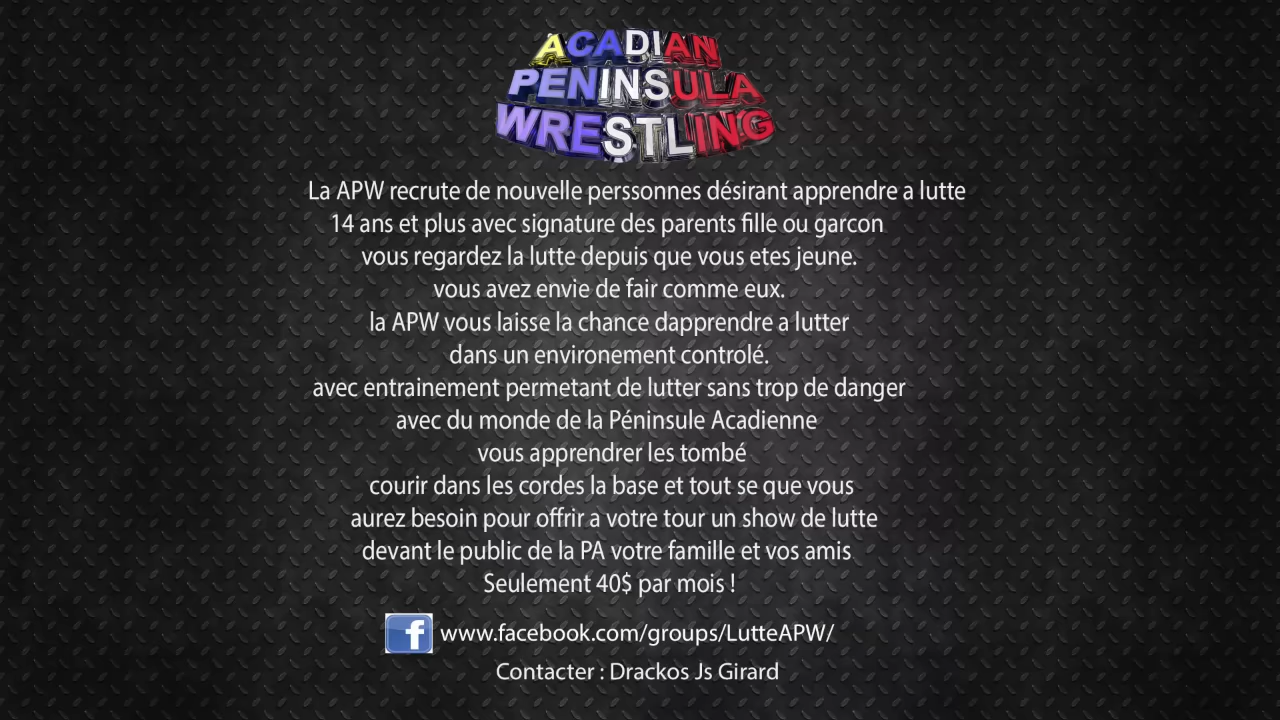 ACADIAN
PENINSULA
WRESTLING
La APW recrute de nouvelle perssonnes désirant apprendre a lutte
14 ans et plus avec signature des parents fille ou garcon
vous regardez la lutte depuis que vous etes jeune.
vous avez envie de fair comme eux.
la APW vous laisse la chance dapprendre a lutter
dans un environement controlé.
avec entrainement permetant de lutter sans trop de danger
avec du monde de la Péninsule Acadienne
vous apprendrer les tombé
courir dans les cordes la base et tout se que vous
aurez besoin pour offrir a votre tour un show de lutte
devant le public de la PA votre famille et vos amis
Seulement 40$ par mois !
f www.facebook.com/groups/LutteAPW/
Contacter : Drackos Js Girard